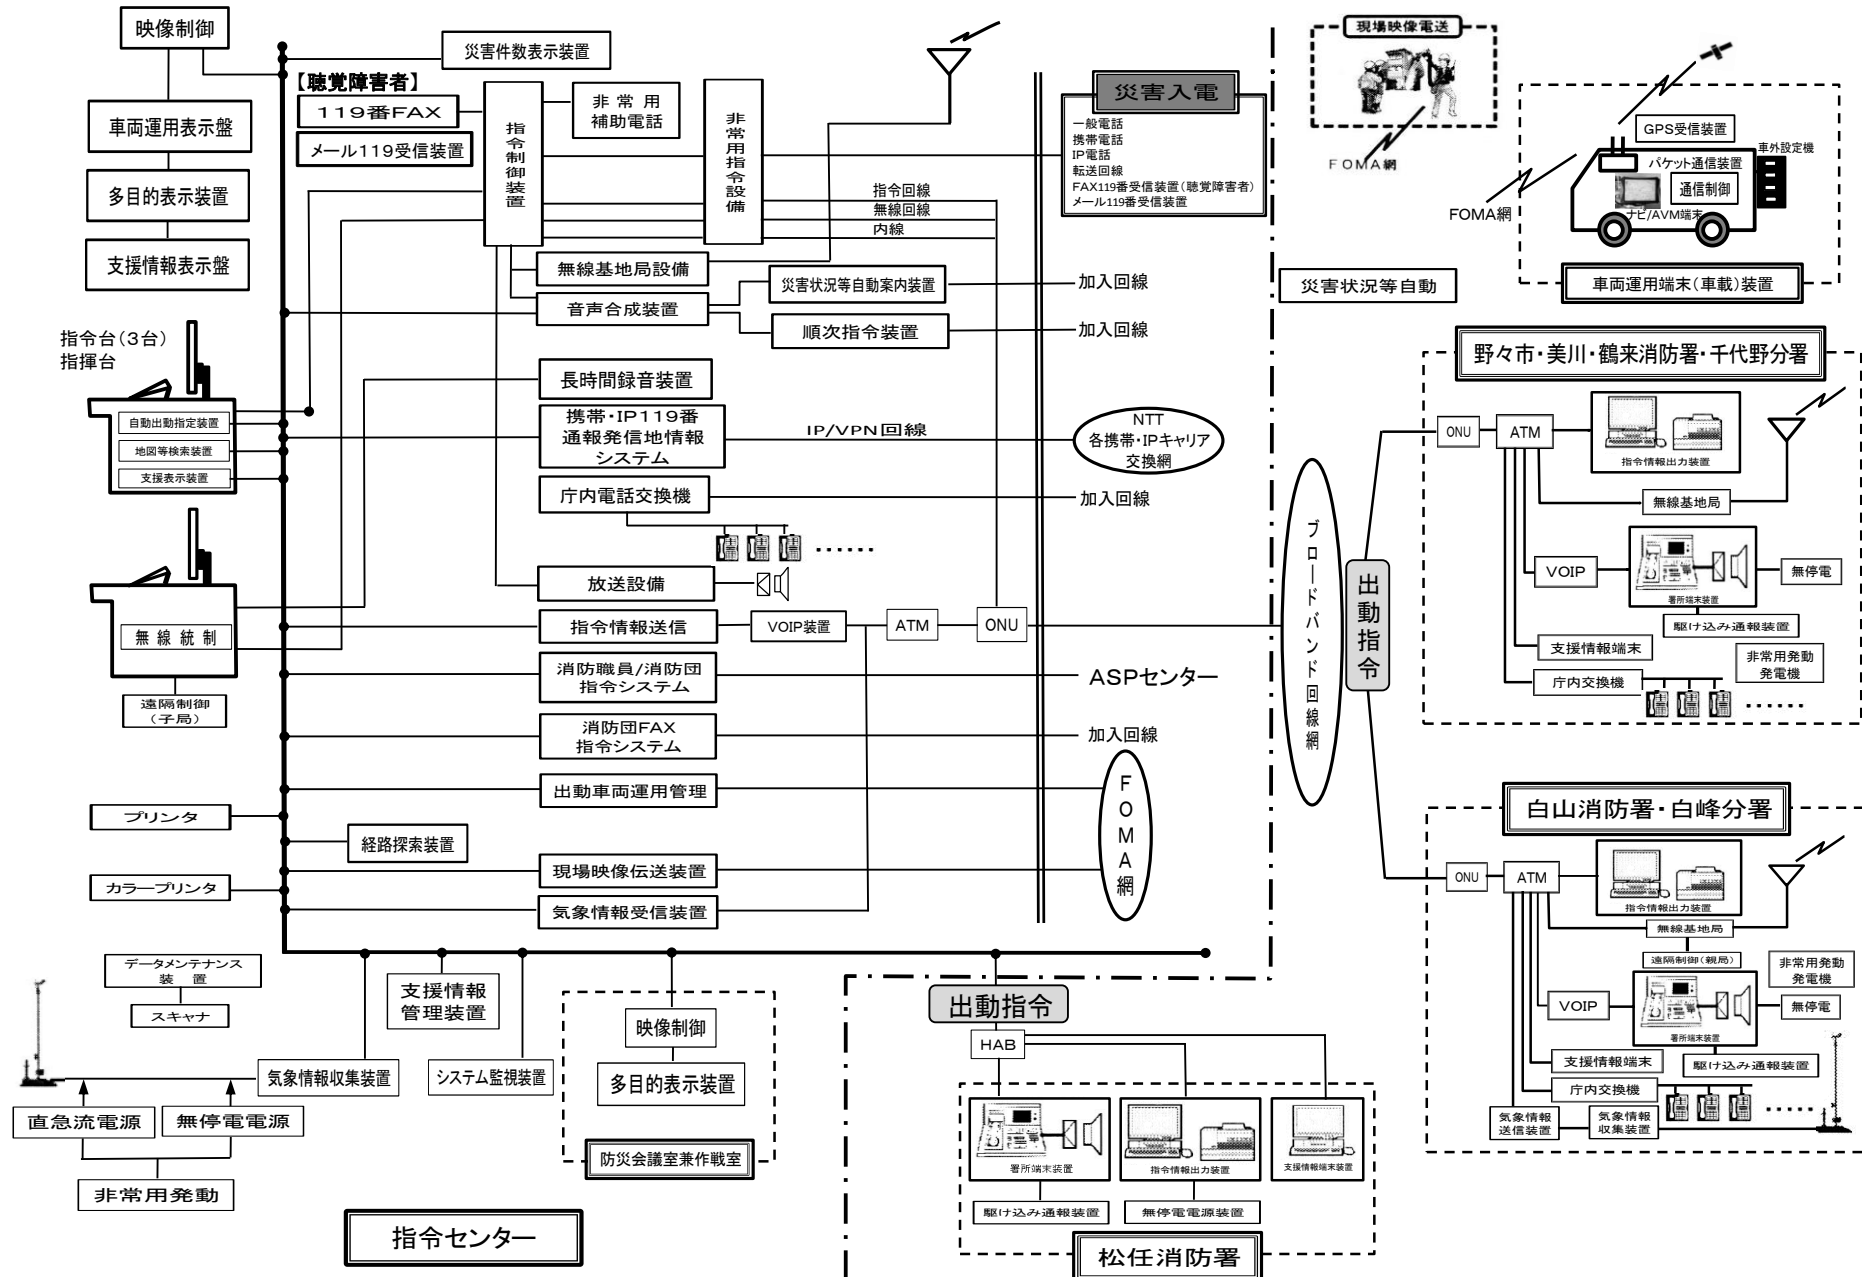 映像制御
車両運用表示盤
多目的表示装置
支援情報表示盤
災害件数表示装置
【聴覚障害者】
119番FAX
メール119受信装置
指令制御装置
非常用
補助電話
非常用指令設備
指令回線
無線回線
内線
無線基地局設備
音声合成装置
災害状況等自動案内装置
順次指令装置
加入回線
加入回線
災害入電
一般電話
携帯電話
IP電話
転送回線
FAX119番受信装置(聴覚障害者)
メール119番受信装置
指令台(3台)
指揮台
自動出動指定装置
地図等検索装置
支援表示装置
無線統制
遠隔制御
(子局)
長時間録音装置
携帯・IP119番
通報発信地情報
システム
IP/VPN回線
NTT
各携帯・IPキャリア
交換網
庁内電話交換機
加入回線
・・・・・・
放送設備
指令情報送信
VOIP装置
ATM
ONU
消防職員/消防団
指令システム
ASPセンター
消防団FAX
指令システム
加入回線
出動車両運用管理
FOMA網
経路探索装置
現場映像伝送装置
気象情報受信装置
プリンタ
カラープリンタ
データメンテナンス
装 置
スキャナ
支援情報
管理装置
気象情報収集装置
システム監視装置
直急流電源
無停電電源
非常用発動
映像制御
多目的表示装置
防災会議室兼作戦室
指令センター
出動指令
HAB
署所端末装置
指令情報出力装置
支援情報端末装置
駆け込み通報装置
無停電電源装置
松任消防署
現場映像電送
FOMA網
GPS受信装置
車外設定機
パケット通信装置
通信制御
ナビ/AVM端末
FOMA網
車両運用端末(車載)装置
災害状況等自動
ブロードバンド回線網
出動指令
野々市・美川・鶴来消防署・千代野分署
ONU
ATM
指令情報出力装置
無線基地局
VOIP
署所端末装置
無停電
駆け込み通報装置
支援情報端末
非常用発動
発電機
庁内交換機
・・・・・・
白山消防署・白峰分署
ONU
ATM
指令情報出力装置
無線基地局
遠隔制御(親局)
非常用発動
発電機
VOIP
署所端末装置
無停電
支援情報端末
駆け込み通報装置
庁内交換機
・・・・・
気象情報
送信装置
気象情報
収集装置